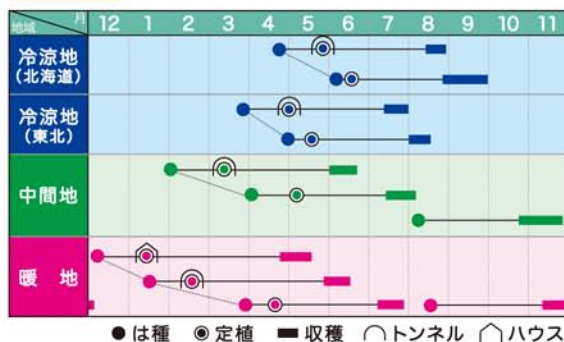 月
地域
12 1 2 3 4 5 6 7 8 9 10 11
冷涼地
(北海道)
冷涼地
(東北)
中間地
暖 地
は種 定植 収穫 トンネル ハウス